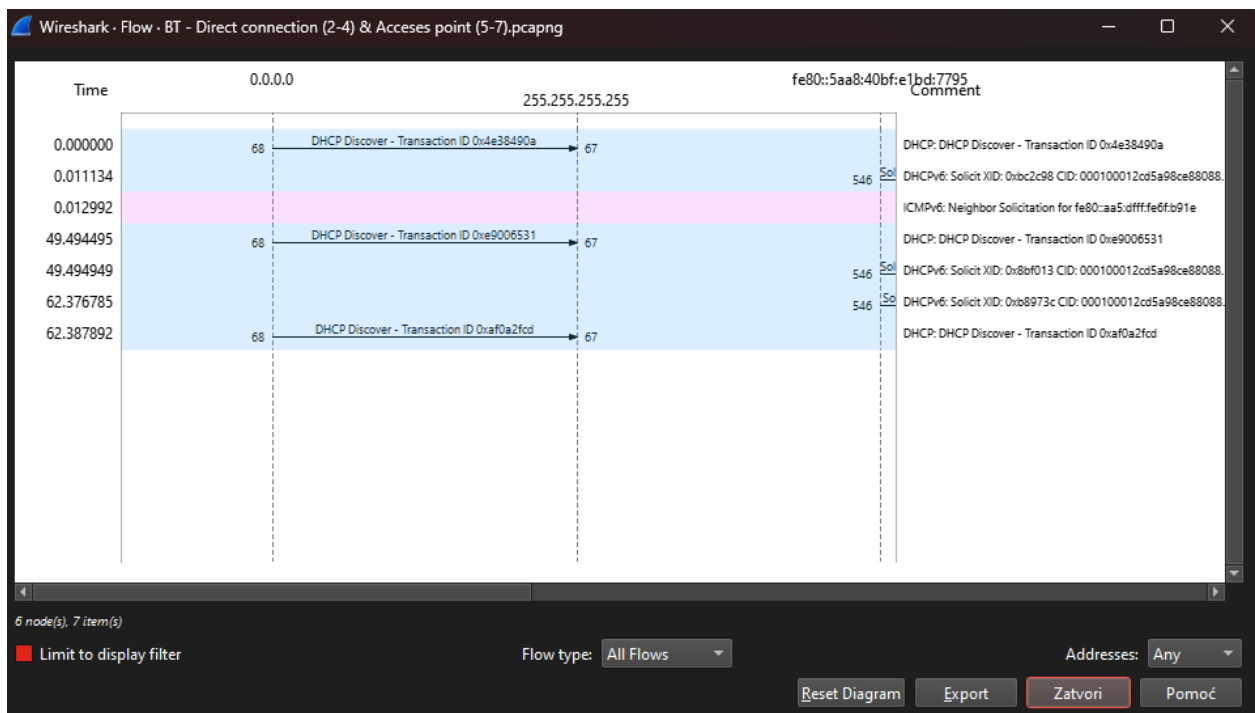 Wireshark · Flow · BT - Direct connection (2-4) & Acceses point (5-7).pcapng
Time 0.0.0.0 255.255.255.255 fe80::5aa8:40bf:e1bd:7795 Comment
0.000000 68 DHCP Discover - Transaction ID 0x4e38490a 67 DHCP: DHCP Discover - Transaction ID 0x4e38490a
0.011134 546 Sol DHCPv6: Solicit XID: 0xbc2c98 CID: 000100012cd5a98ce88088...
0.012992 ICMPv6: Neighbor Solicitation for fe80::aa5:dfff:fe6f:b91e
49.494495 68 DHCP Discover - Transaction ID 0xe9006531 67 DHCP: DHCP Discover - Transaction ID 0xe9006531
49.494949 546 Sol DHCPv6: Solicit XID: 0x8bf013 CID: 000100012cd5a98ce88088...
62.376785 546 So DHCPv6: Solicit XID: 0xb8973c CID: 000100012cd5a98ce88088...
62.387892 68 DHCP Discover - Transaction ID 0xaf0a2fcd 67 DHCP: DHCP Discover - Transaction ID 0xaf0a2fcd
6 node(s), 7 item(s)
Limit to display filter Flow type: All Flows Addresses: Any
Reset Diagram Export Zatvori Pomoć